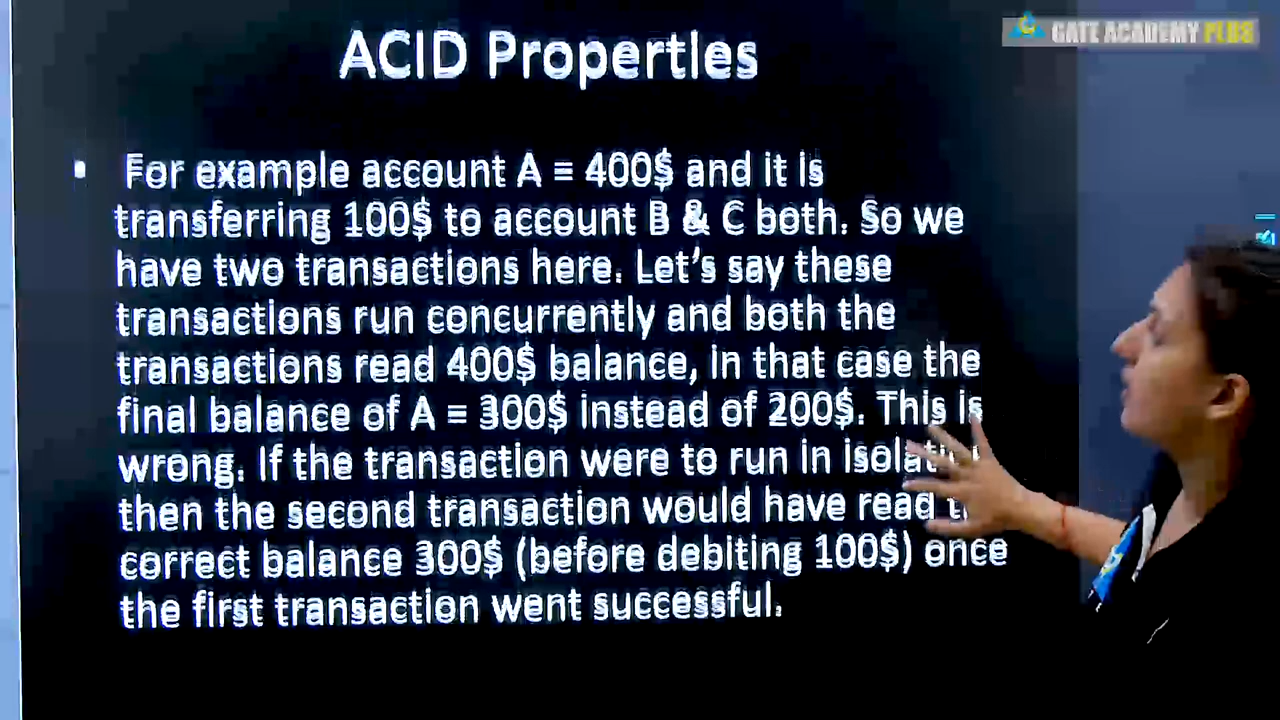 GATE ACADEMY PLUS
ACID Properties
For example account A = 400$ and it is
transferring 100$ to account B & C both. So we
have two transactions here. Let's say these
transactions run concurrently and both the
transactions read 400$ balance, in that case the
final balance of A = 300$ instead of 200$. This is
wrong. If the transaction were to run in
then the second transaction would have read
correct balance 300$ (before debiting 100$) once
the first transaction went successful.